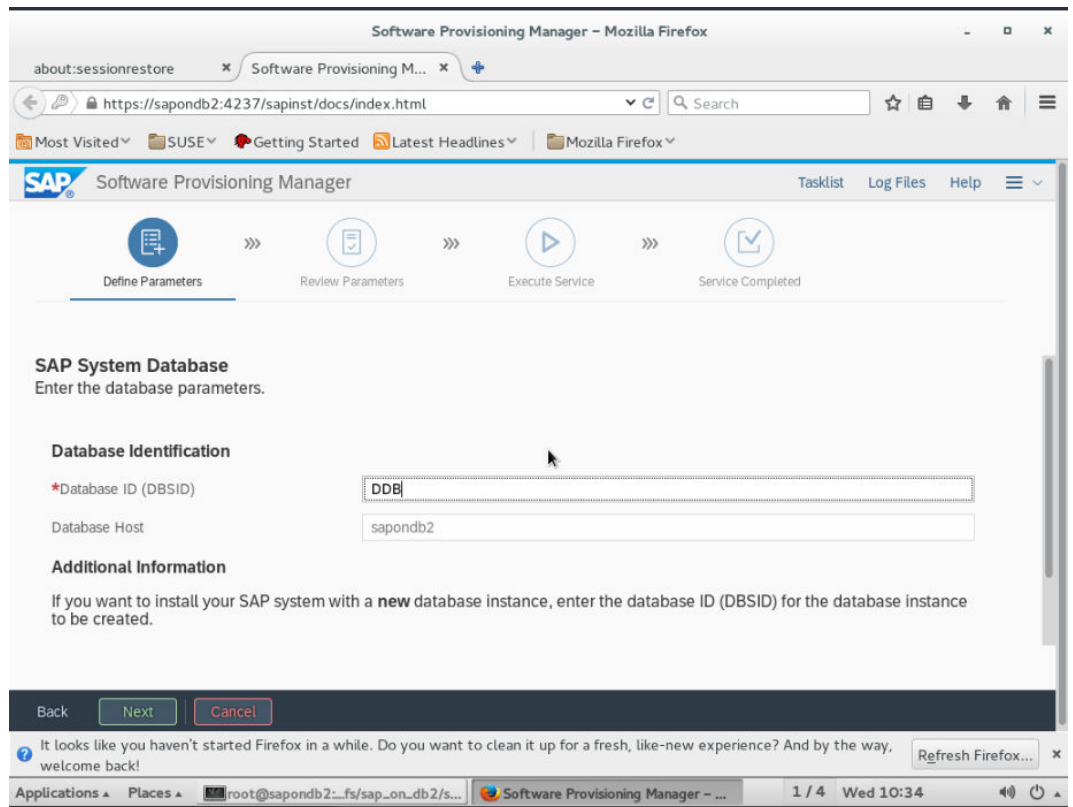 Software Provisioning Manager – Mozilla Firefox
about:sessionrestore
Software Provisioning M...
https://sapondb2:4237/sapinst/docs/index.html
Search
Most Visited
SUSE
Getting Started
Latest Headlines
Mozilla Firefox
SAP
Software Provisioning Manager
Tasklist
Log Files
Help
Define Parameters
Review Parameters
Execute Service
Service Completed
SAP System Database
Enter the database parameters.
Database Identification
*Database ID (DBSID)
DDB
Database Host
sapondb2
Additional Information
If you want to install your SAP system with a new database instance, enter the database ID (DBSID) for the database instance
to be created.
Back
Next
Cancel
It looks like you haven't started Firefox in a while. Do you want to clean it up for a fresh, like-new experience? And by the way,
welcome back!
Refresh Firefox...
Applications
Places
root@sapondb2:_fs/sap_on_db2/s...
Software Provisioning Manager – ...
1 / 4
Wed 10:34